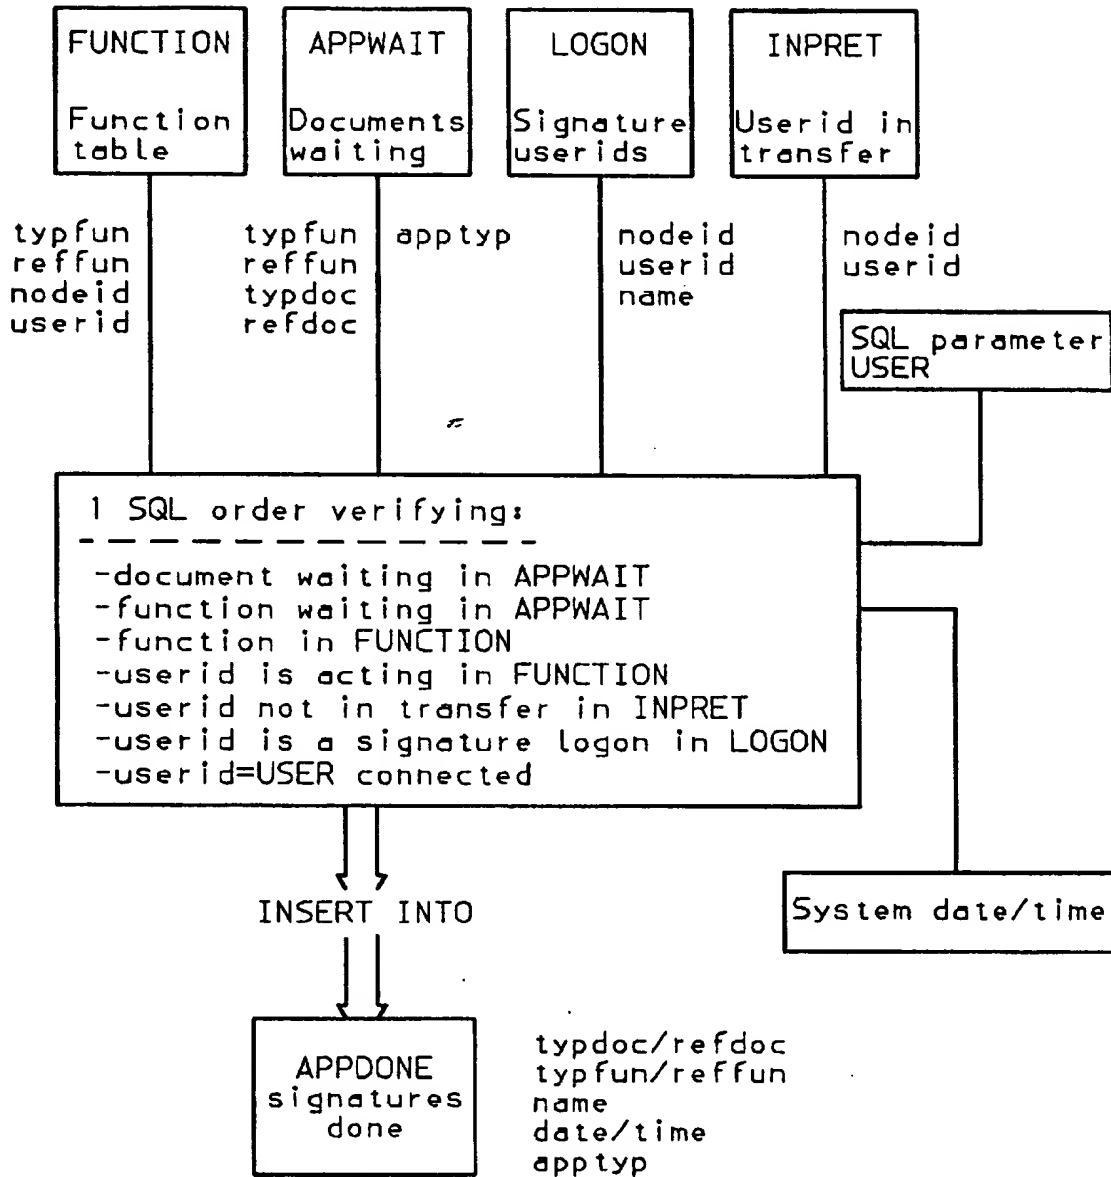 FUNCTION
Function
table
APPWAIT
Documents
waiting
LOGON
Signature
userids
INPRET
Userid in
transfer
typfun
reffun
nodeid
userid
typfun
reffun
typdoc
refdoc
apptyp
nodeid
userid
name
nodeid
userid
SQL parameter
USER
1 SQL order verifying:
-document waiting in APPWAIT
-function waiting in APPWAIT
-function in FUNCTION
-userid is acting in FUNCTION
-userid not in transfer in INPRET
-userid is a signature logon in LOGON
-userid=USER connected
System date/time
INSERT INTO
APPDONE
signatures
done
typdoc/refdoc
typfun/reffun
name
date/time
apptyp